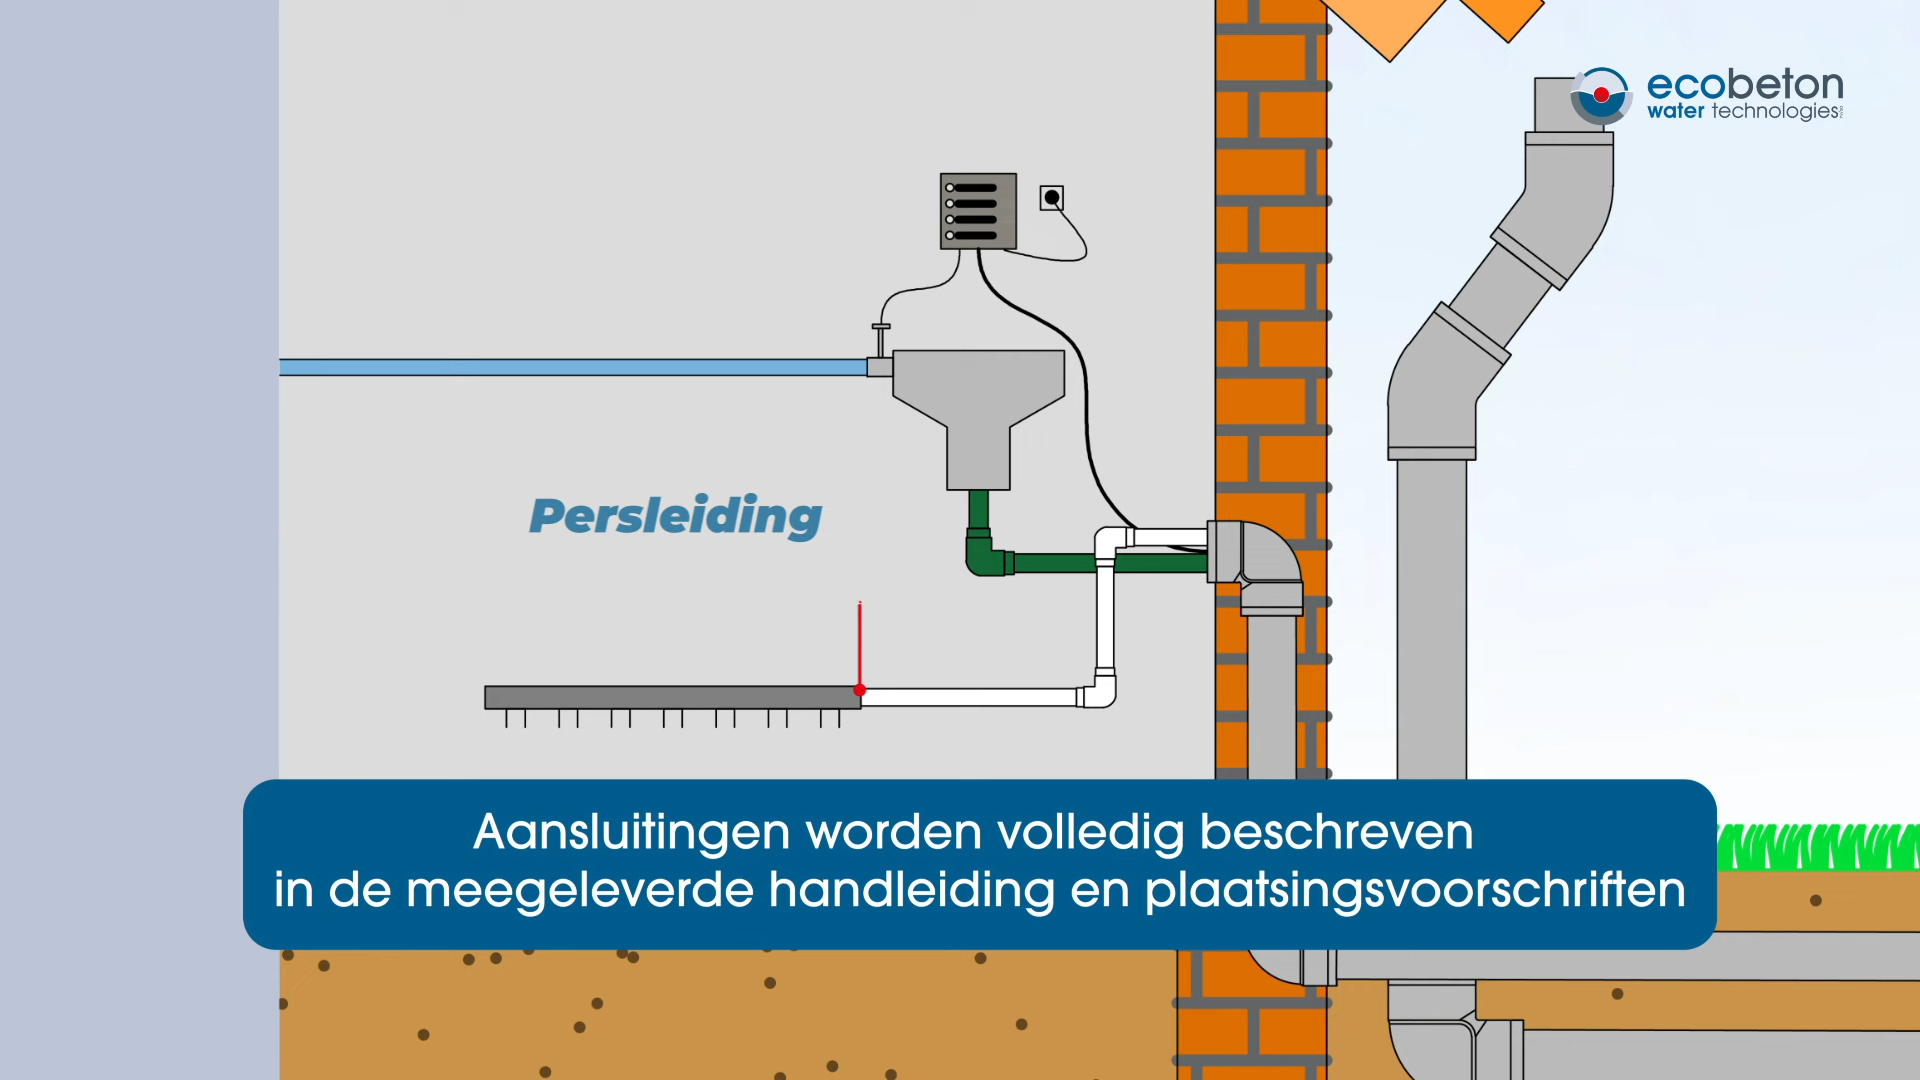 ecobeton
water technologies
Persleiding
Aansluitingen worden volledig beschreven
in de meegeleverde handleiding en plaatsingsvoorschriften